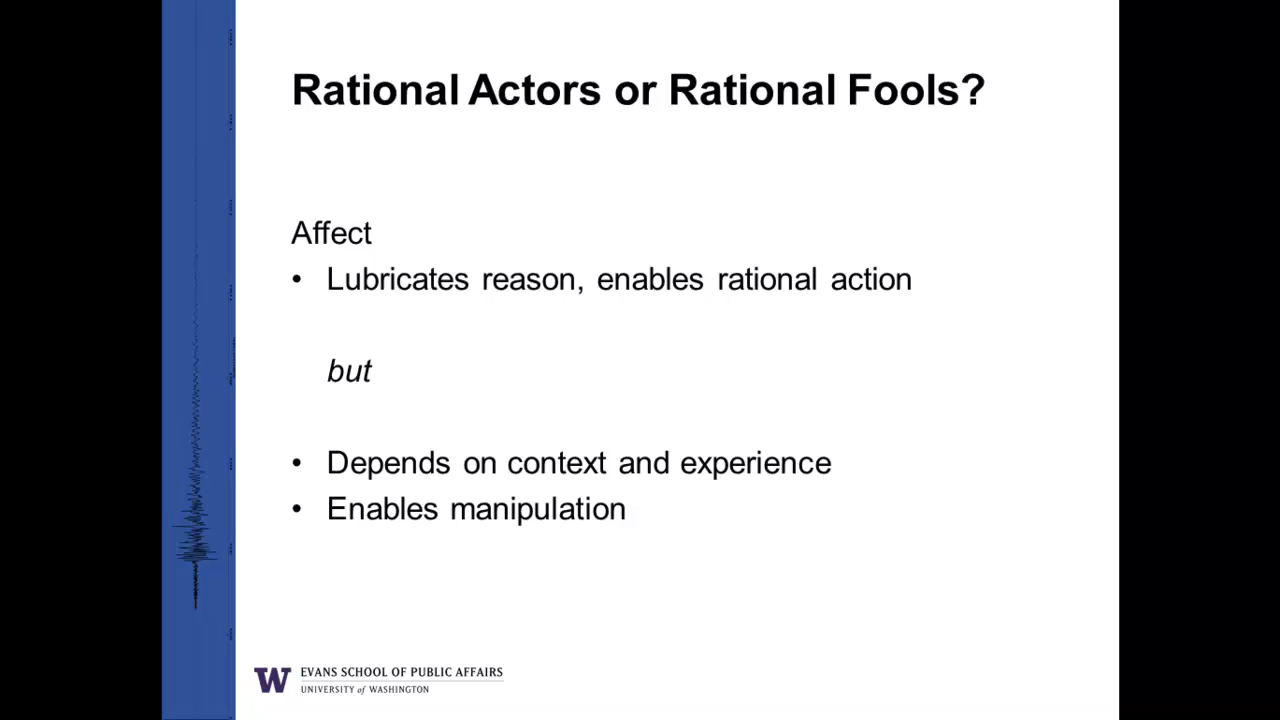 Rational Actors or Rational Fools?
Affect
• Lubricates reason, enables rational action
but
• Depends on context and experience
• Enables manipulation
W EVANS SCHOOL OF PUBLIC AFFAIRS
UNIVERSITY of WASHINGTON